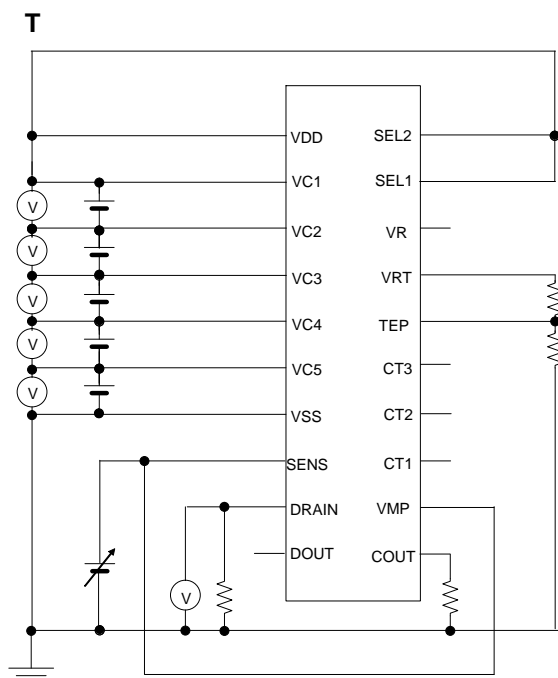 T
VDD
SEL2
VC1
SEL1
V
VC2
VR
V
VC3
VRT
V
VC4
TEP
V
VC5
CT3
V
VSS
CT2
SENS
CT1
DRAIN
VMP
DOUT
COUT
V